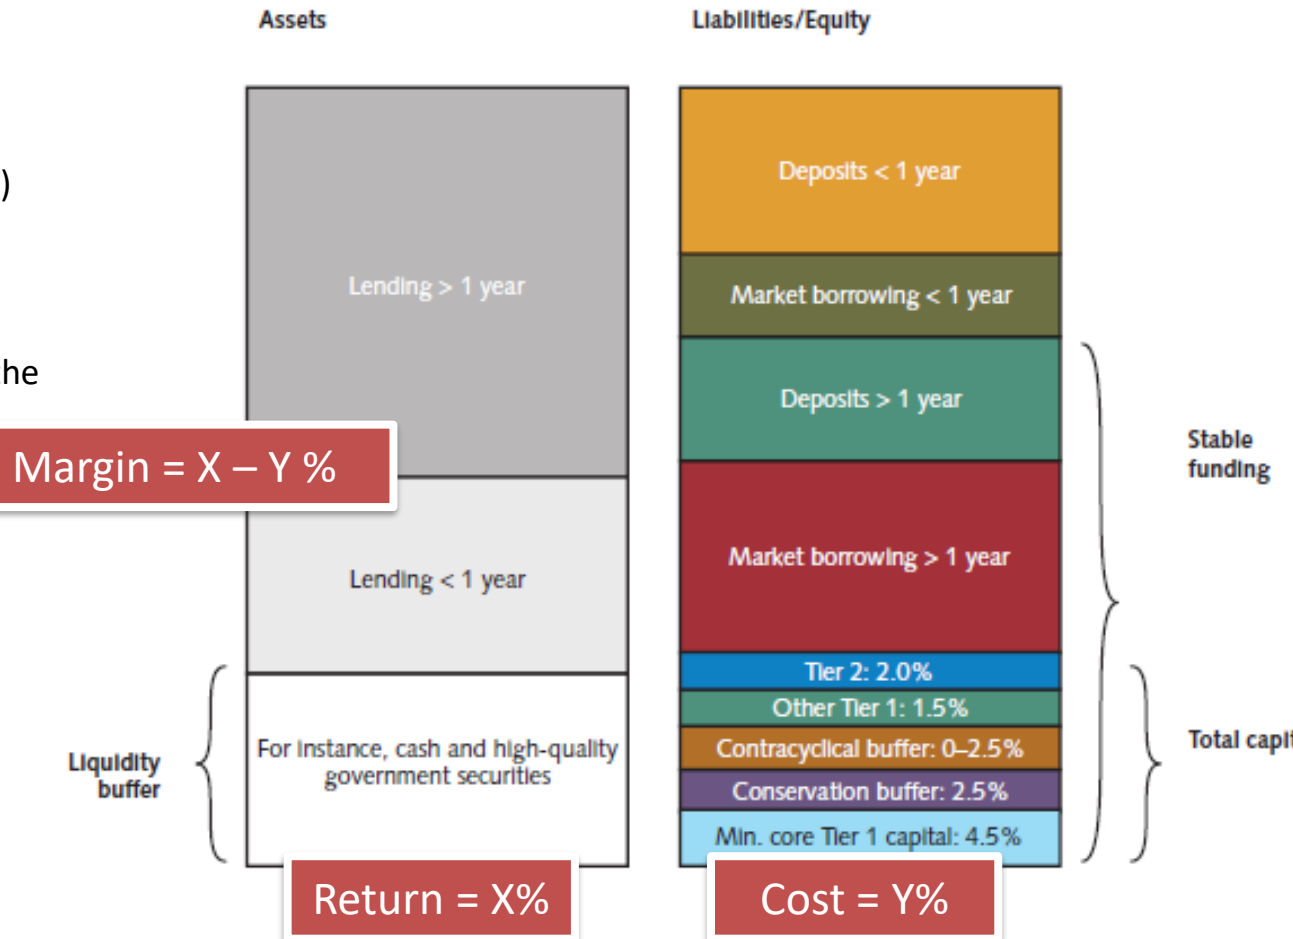 Assets
Liabilities/Equity
Deposits < 1 year
)
Lending > 1 year
Market borrowing < 1 year
the
Deposits > 1 year
Stable
funding
Margin = X – Y %
Market borrowing > 1 year
Lending < 1 year
Tier 2: 2.0%
Other Tier 1: 1.5%
Contracyclical buffer: 0–2.5%
For instance, cash and high-quality
government securities
Liquidity
buffer
Total capit
Conservation buffer: 2.5%
Min. core Tier 1 capital: 4.5%
Return = X%
Cost = Y%